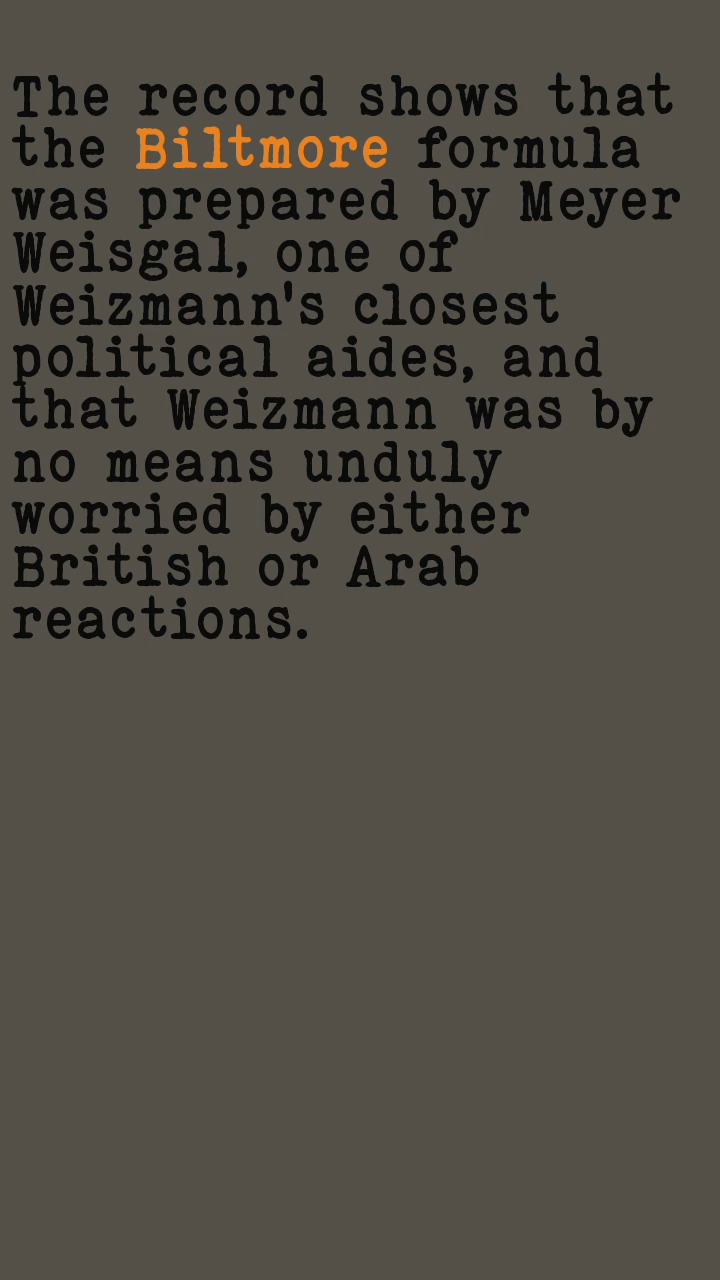 The record shows that
the Biltmore formula
was prepared by Meyer
Weisgal, one of
Weizmann's closest
political aides, and
that Weizmann was by
no means unduly
worried by either
British or Arab
reactions.